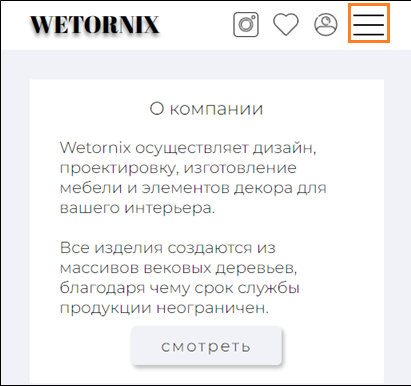 WETORNIX
О компании
Wetornix осуществляет дизайн,
проектировку, изготовление
мебели и элементов декора для
вашего интерьера.
Все изделия создаются из
массивов вековых деревьев,
благодаря чему срок службы
продукции неограничен.
смотреть